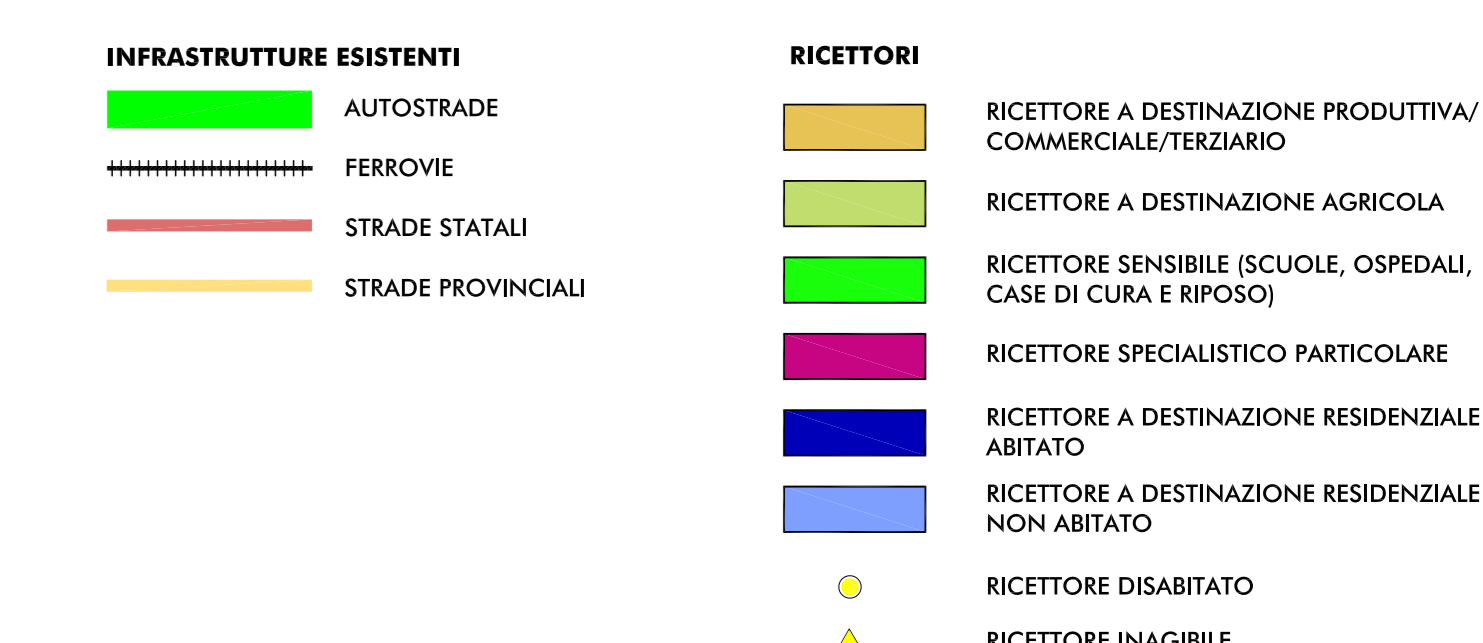 INFRASTRUTTURE ESISTENTI
AUTOSTRADE
FERROVIE
STRADE STATALI
STRADE PROVINCIALI
RICETTORI
RICETTORE A DESTINAZIONE PRODUTTIVA/
COMMERCIALE/TERZIARIO
RICETTORE A DESTINAZIONE AGRICOLA
RICETTORE SENSIBILE (SCUOLE, OSPEDALI,
CASE DI CURA E RIPOSO)
RICETTORE SPECIALISTICO PARTICOLARE
RICETTORE A DESTINAZIONE RESIDENZIALE
ABITATO
RICETTORE A DESTINAZIONE RESIDENZIALE
NON ABITATO
RICETTORE DISABITATO
RICETTORE INAGIBILE